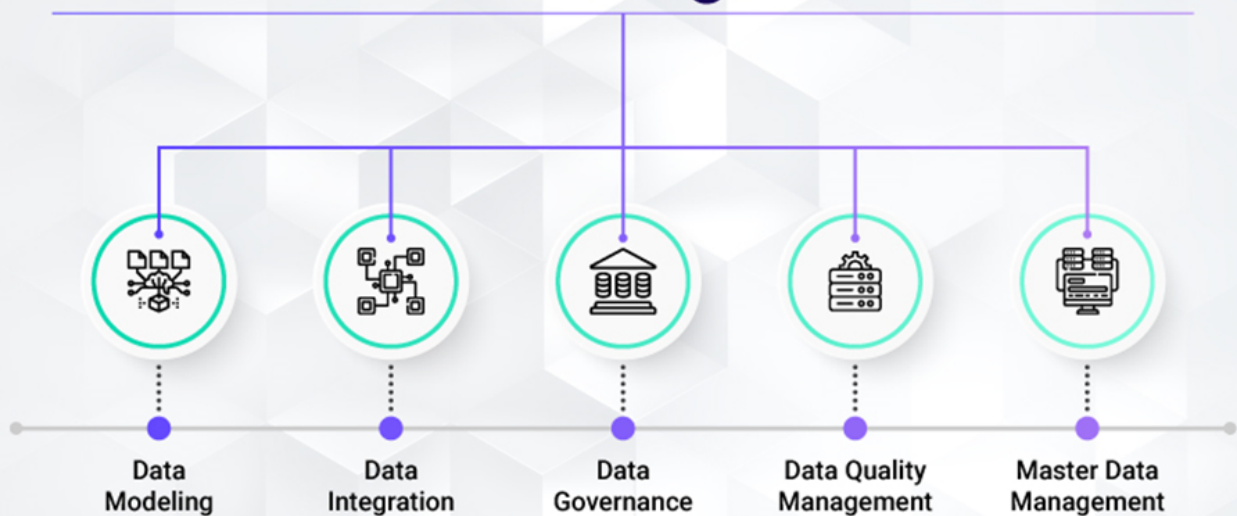 Data
Modeling
Data
Integration
Data
Governance
Data Quality
Management
Master Data
Management